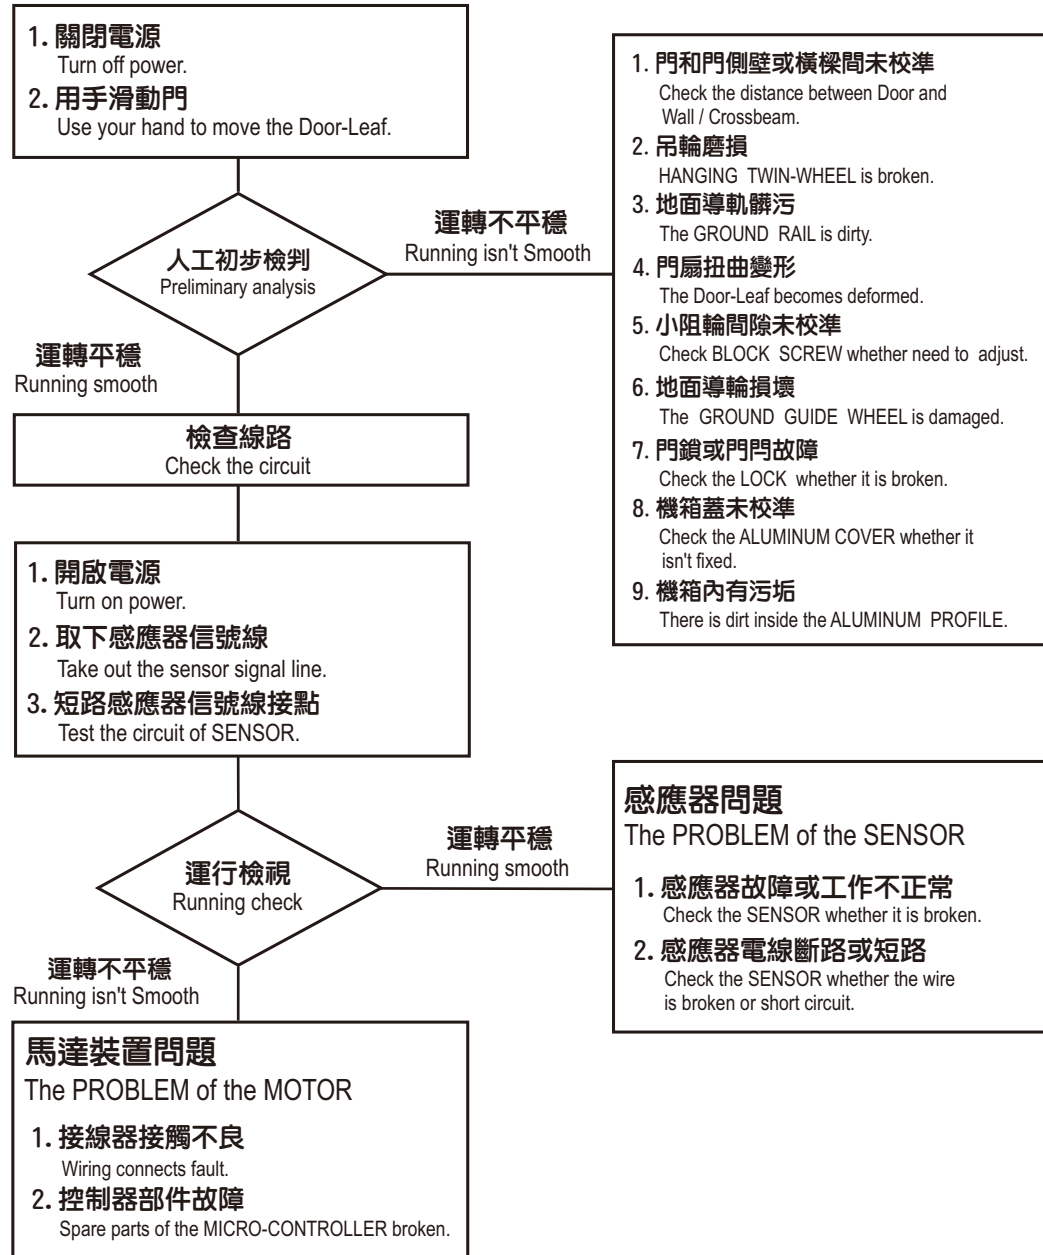 1. 關閉電源
Turn off power.
2. 用手滑動門
Use your hand to move the Door-Leaf.
人工初步檢判
Preliminary analysis
運轉不平穩
Running isn't Smooth
1. 門和門側壁或橫樑間未校準
Check the distance between Door and
Wall / Crossbeam.
2. 吊輪磨損
HANGING TWIN-WHEEL is broken.
3. 地面導軌髒污
The GROUND RAIL is dirty.
4. 門扇扭曲變形
The Door-Leaf becomes deformed.
5. 小阻輪間隙未校準
Check BLOCK SCREW whether need to adjust.
6. 地面導輪損壞
The GROUND GUIDE WHEEL is damaged.
7. 門鎖或門閂故障
Check the LOCK whether it is broken.
8. 機箱蓋未校準
Check the ALUMINUM COVER whether it
isn't fixed.
9. 機箱內有污垢
There is dirt inside the ALUMINUM PROFILE.
運轉平穩
Running smooth
檢查線路
Check the circuit
1. 開啟電源
Turn on power.
2. 取下感應器信號線
Take out the sensor signal line.
3. 短路感應器信號線接點
Test the circuit of SENSOR.
運行檢視
Running check
運轉平穩
Running smooth
感應器問題
The PROBLEM of the SENSOR
1. 感應器故障或工作不正常
Check the SENSOR whether it is broken.
2. 感應器電線斷路或短路
Check the SENSOR whether the wire
is broken or short circuit.
運轉不平穩
Running isn't Smooth
馬達裝置問題
The PROBLEM of the MOTOR
1. 接線器接觸不良
Wiring connects fault.
2. 控制器部件故障
Spare parts of the MICRO-CONTROLLER broken.